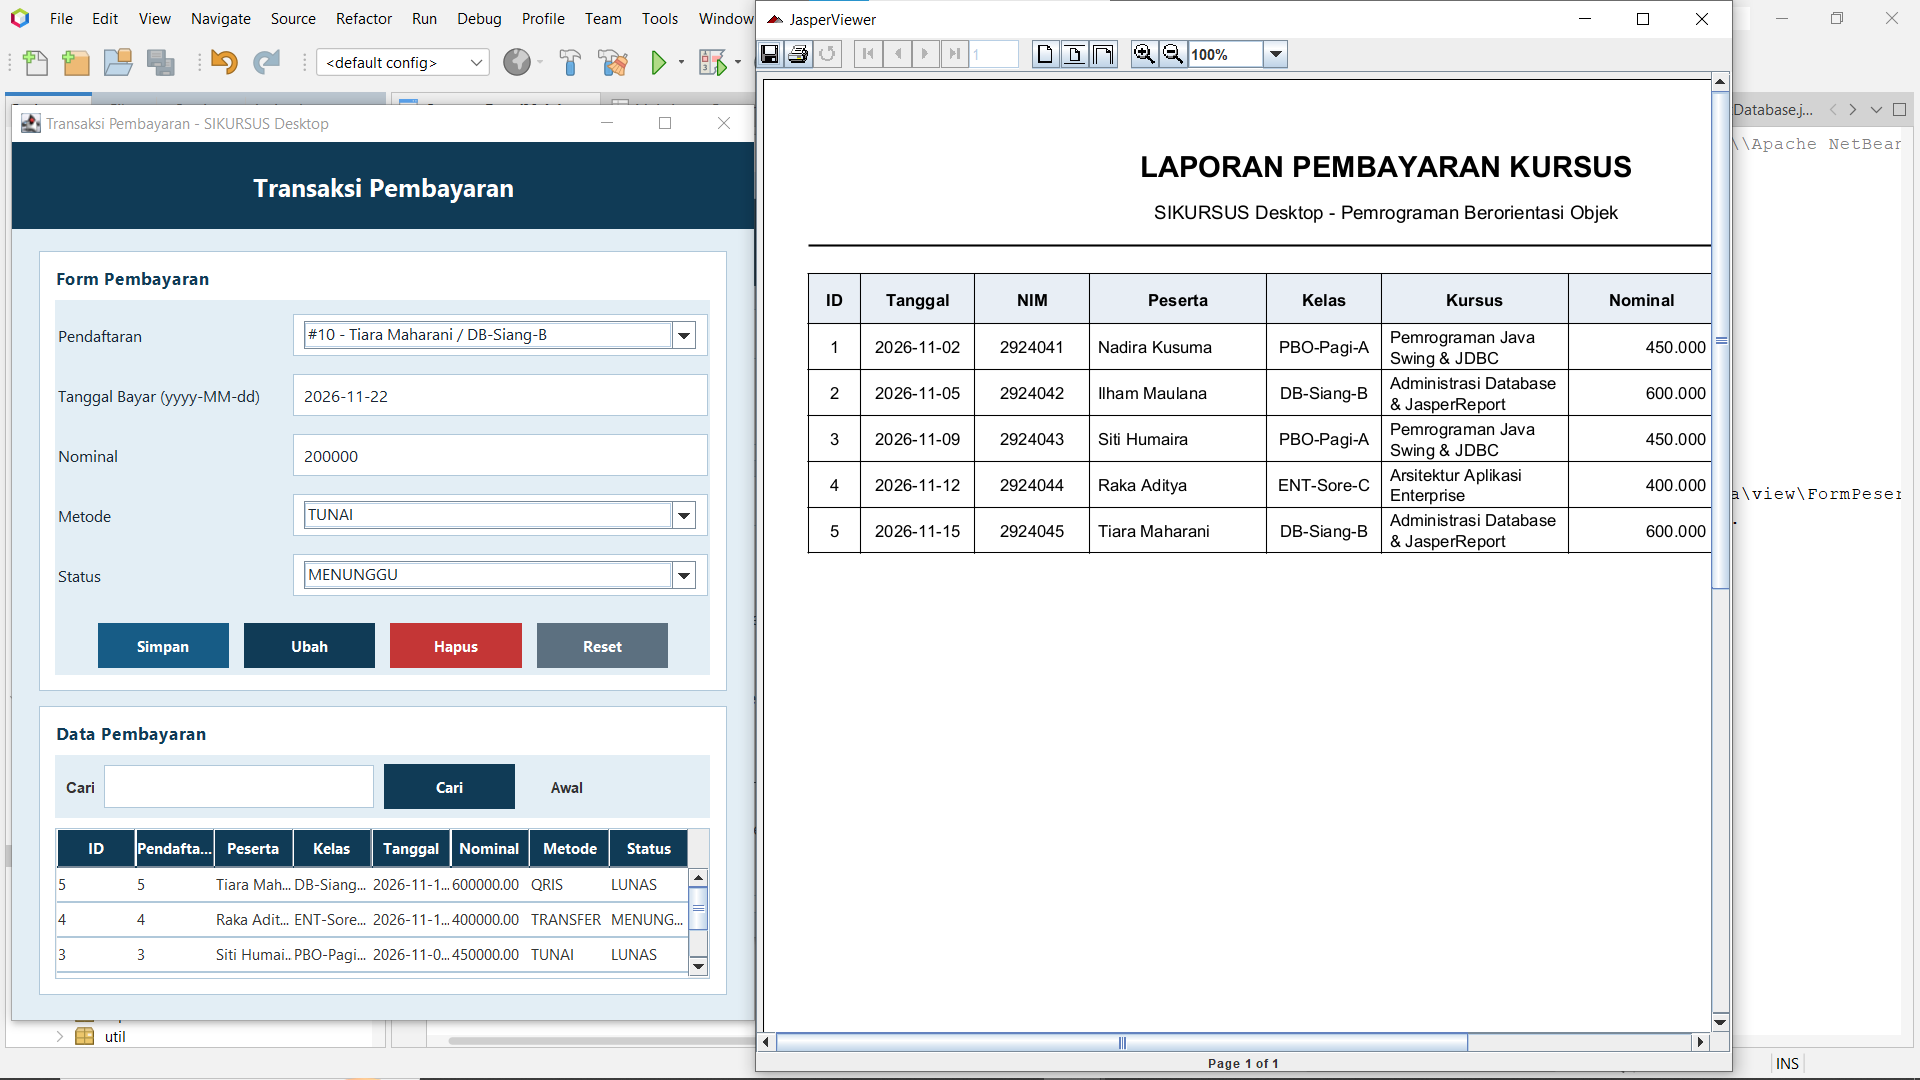 File Edit View Navigate Source Refactor Run Debug Profile Team Tools Window
<default config>
Transaksi Pembayaran - SIKURSUS Desktop
Transaksi Pembayaran
Form Pembayaran
Pendaftaran #10 - Tiara Maharani / DB-Siang-B
Tanggal Bayar (yyyy-MM-dd) 2026-11-22
Nominal 200000
Metode TUNAI
Status MENUNGGU
Simpan Ubah Hapus Reset
Data Pembayaran
Cari Cari Awal
ID Pendafta... Peserta Kelas Tanggal Nominal Metode Status
5 5 Tiara Mah... DB-Siang... 2026-11-1... 600000.00 QRIS LUNAS
4 4 Raka Adit... ENT-Sore... 2026-11-1... 400000.00 TRANSFER MENUNG...
3 3 Siti Humai... PBO-Pagi... 2026-11-0... 450000.00 TUNAI LUNAS
util
JasperViewer
1 100%
LAPORAN PEMBAYARAN KURSUS
SIKURSUS Desktop - Pemrograman Berorientasi Objek
ID Tanggal NIM Peserta Kelas Kursus Nominal
1 2026-11-02 2924041 Nadira Kusuma PBO-Pagi-A Pemrograman Java Swing & JDBC 450.000
2 2026-11-05 2924042 Ilham Maulana DB-Siang-B Administrasi Database & JasperReport 600.000
3 2026-11-09 2924043 Siti Humaira PBO-Pagi-A Pemrograman Java Swing & JDBC 450.000
4 2026-11-12 2924044 Raka Aditya ENT-Sore-C Arsitektur Aplikasi Enterprise 400.000
5 2026-11-15 2924045 Tiara Maharani DB-Siang-B Administrasi Database & JasperReport 600.000
Page 1 of 1
Database.j...
\\Apache NetBean
a\view\FormPeser
INS